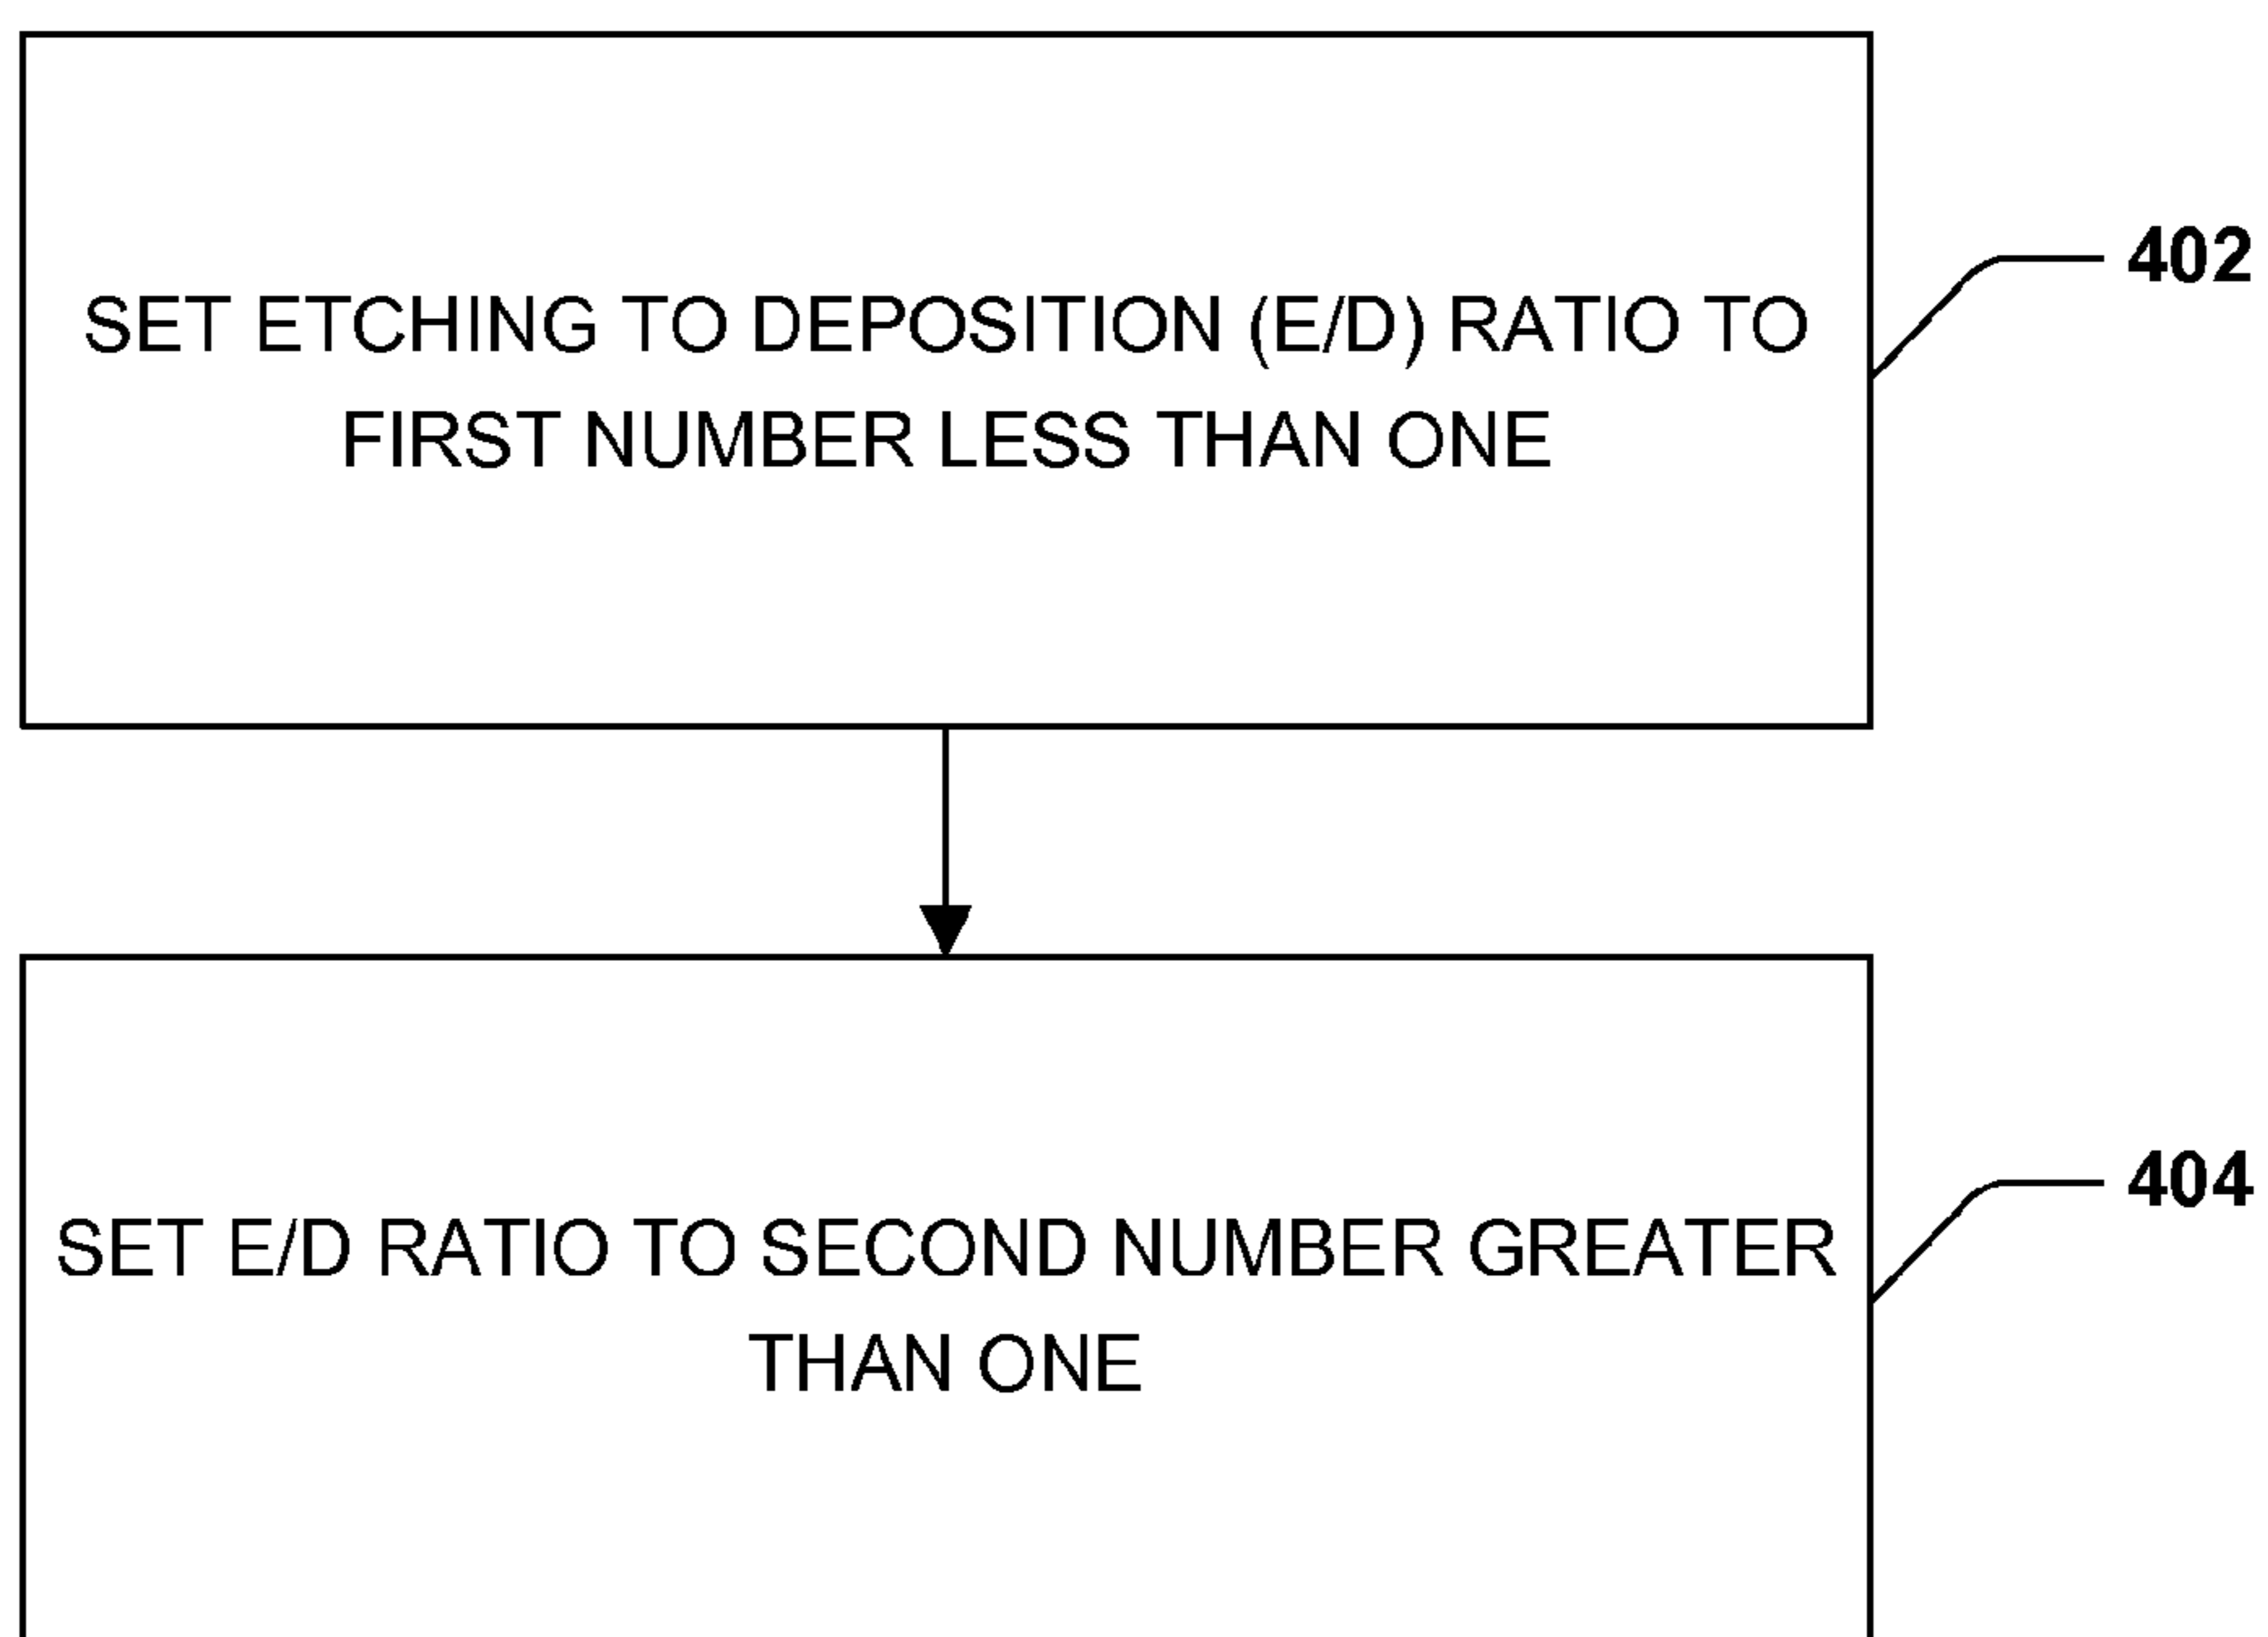 402
SET ETCHING TO DEPOSITION (E/D) RATIO TO
FIRST NUMBER LESS THAN ONE
404
SET E/D RATIO TO SECOND NUMBER GREATER
THAN ONE